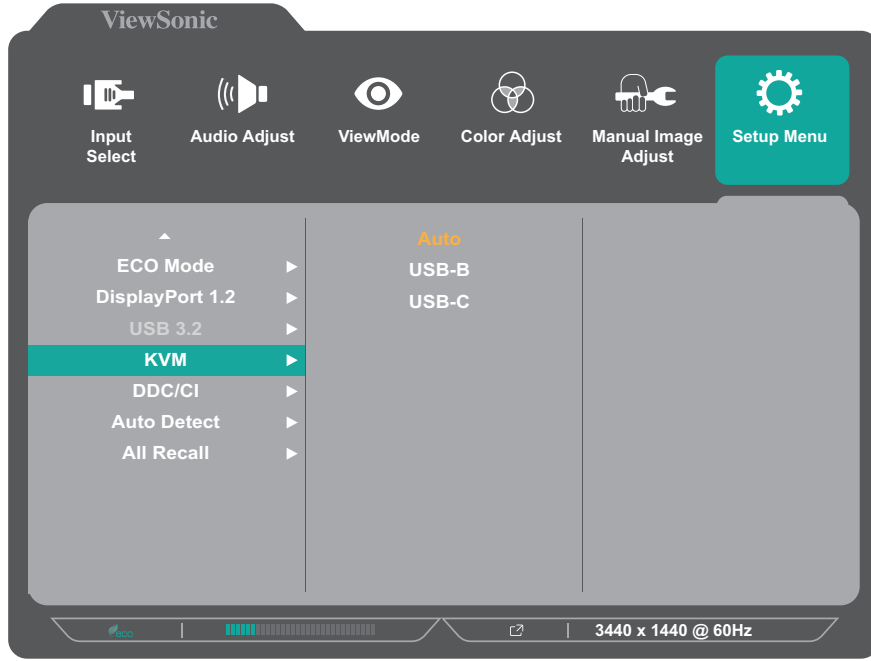 ViewSonic
Input
Select
Audio Adjust
ViewMode
Color Adjust
Manual Image
Adjust
Setup Menu
ECO Mode
DisplayPort 1.2
USB 3.2
KVM
DDC/CI
Auto Detect
All Recall
Auto
USB-B
USB-C
eco
3440 x 1440 @ 60Hz